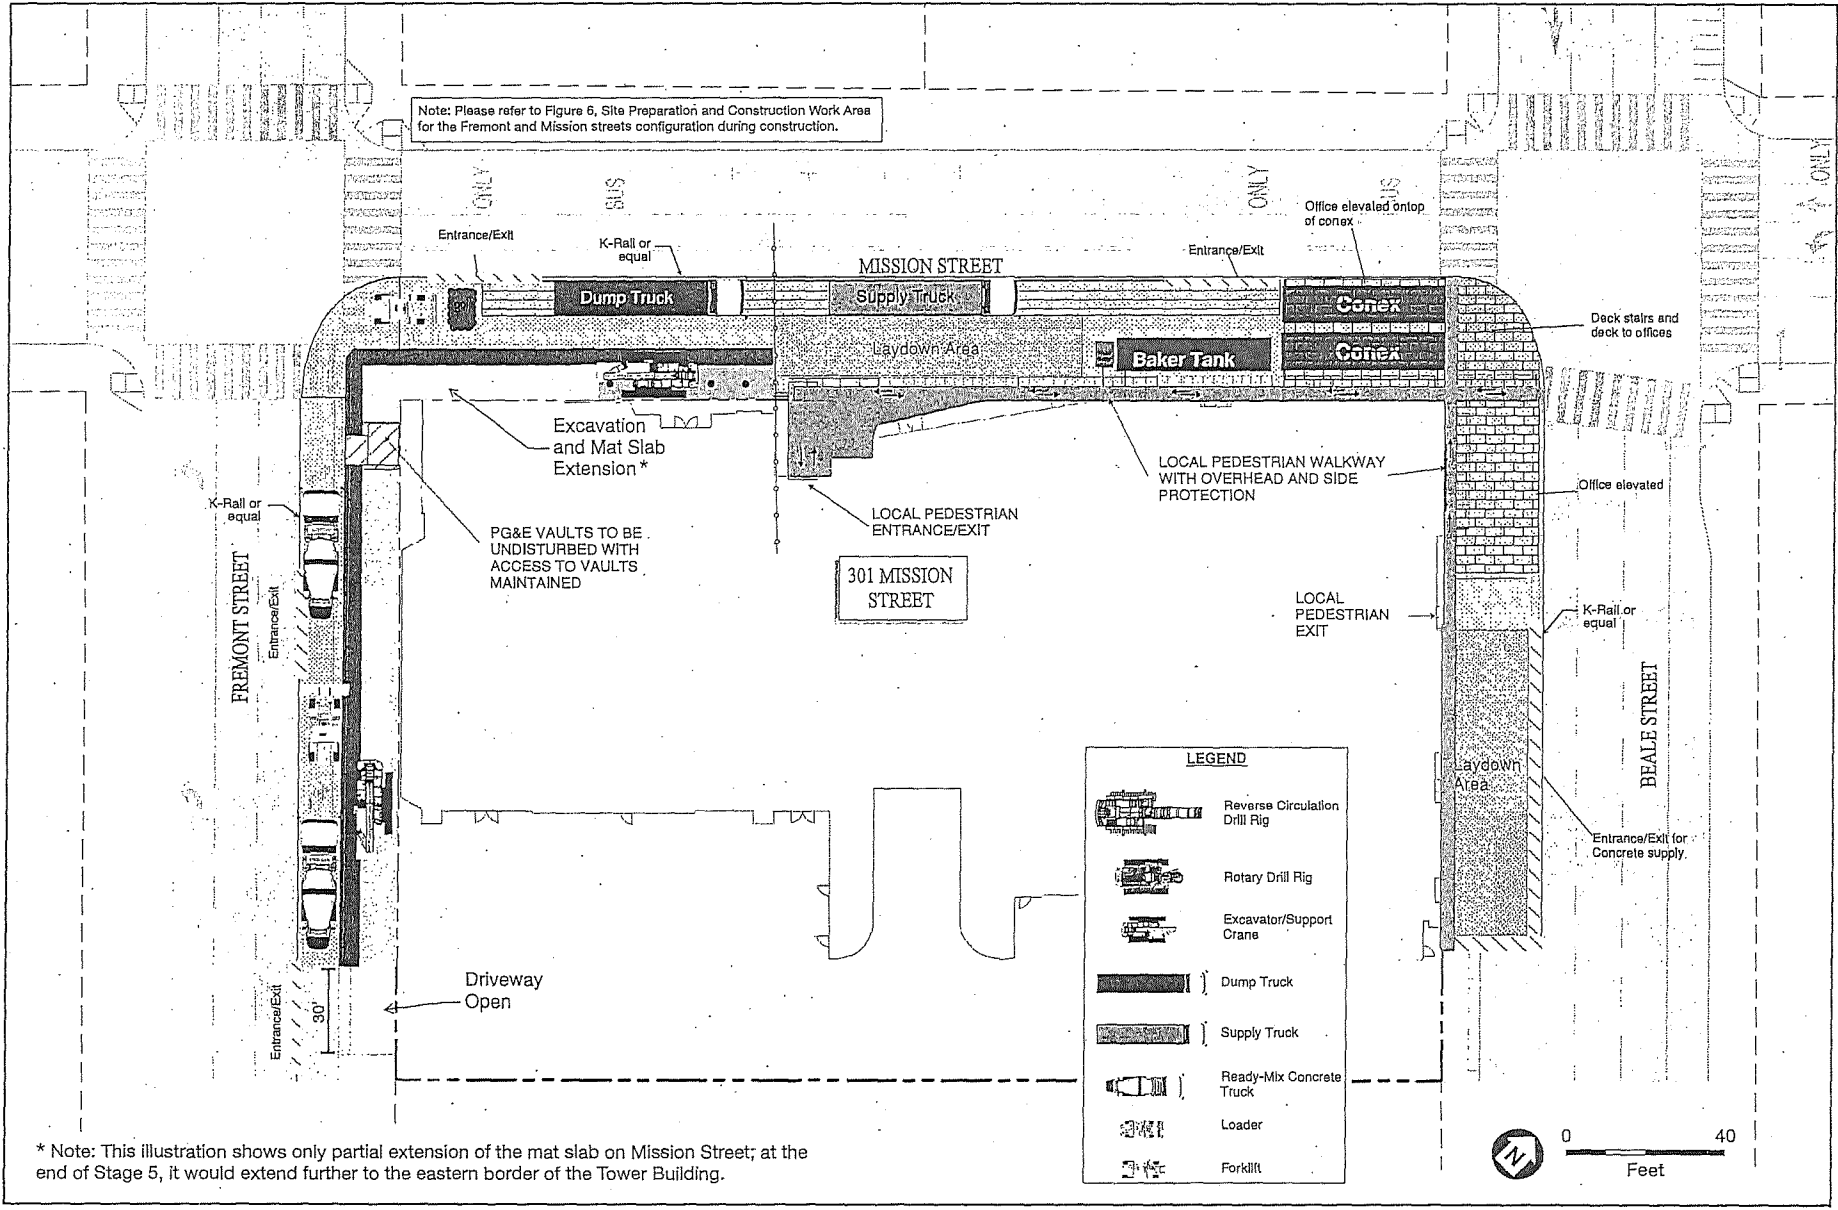 Note: Please refer to Figure 6, Site Preparation and Construction Work Area
for the Fremont and Mission streets configuration during construction.
ONLY
BUS
ONLY
BUS
ONLY
Office elevated ontop
of conex
Entrance/Exit
K-Rail or
equal
MISSION STREET
Entrance/Exit
Dump Truck
Supply Truck
Conex
Deck stairs and
deck to offices
Laydown Area
Baker Tank
Conex
Excavation
and Mat Slab
Extension*
LOCAL PEDESTRIAN WALKWAY
WITH OVERHEAD AND SIDE
PROTECTION
Office elevated
K-Rail or
equal
LOCAL PEDESTRIAN
ENTRANCE/EXIT
PG&E VAULTS TO BE
UNDISTURBED WITH
ACCESS TO VAULTS
MAINTAINED
301 MISSION
STREET
FREMONT STREET
Entrance/Exit
LOCAL
PEDESTRIAN
EXIT
K-Rail or
equal
BEALE STREET
Laydown
Area
Entrance/Exit for
Concrete supply.
LEGEND
Reverse Circulation
Drill Rig
Rotary Drill Rig
Excavator/Support
Crane
Dump Truck
Supply Truck
Ready-Mix Concrete
Truck
Loader
Forklift
Driveway
Open
Entrance/Exit
30'
* Note: This illustration shows only partial extension of the mat slab on Mission Street; at the
end of Stage 5, it would extend further to the eastern border of the Tower Building.
N
0 40
Feet